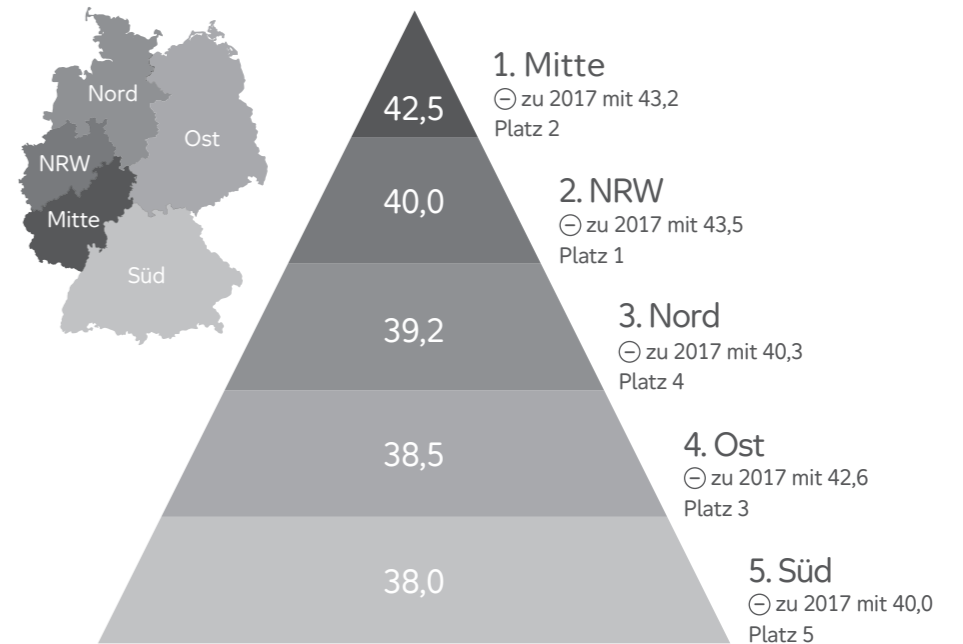 Nord
Ost
NRW
Mitte
Süd
42,5
1. Mitte
⊖ zu 2017 mit 43,2
Platz 2
40,0
2. NRW
⊖ zu 2017 mit 43,5
Platz 1
39,2
3. Nord
⊖ zu 2017 mit 40,3
Platz 4
38,5
4. Ost
⊖ zu 2017 mit 42,6
Platz 3
38,0
5. Süd
⊖ zu 2017 mit 40,0
Platz 5